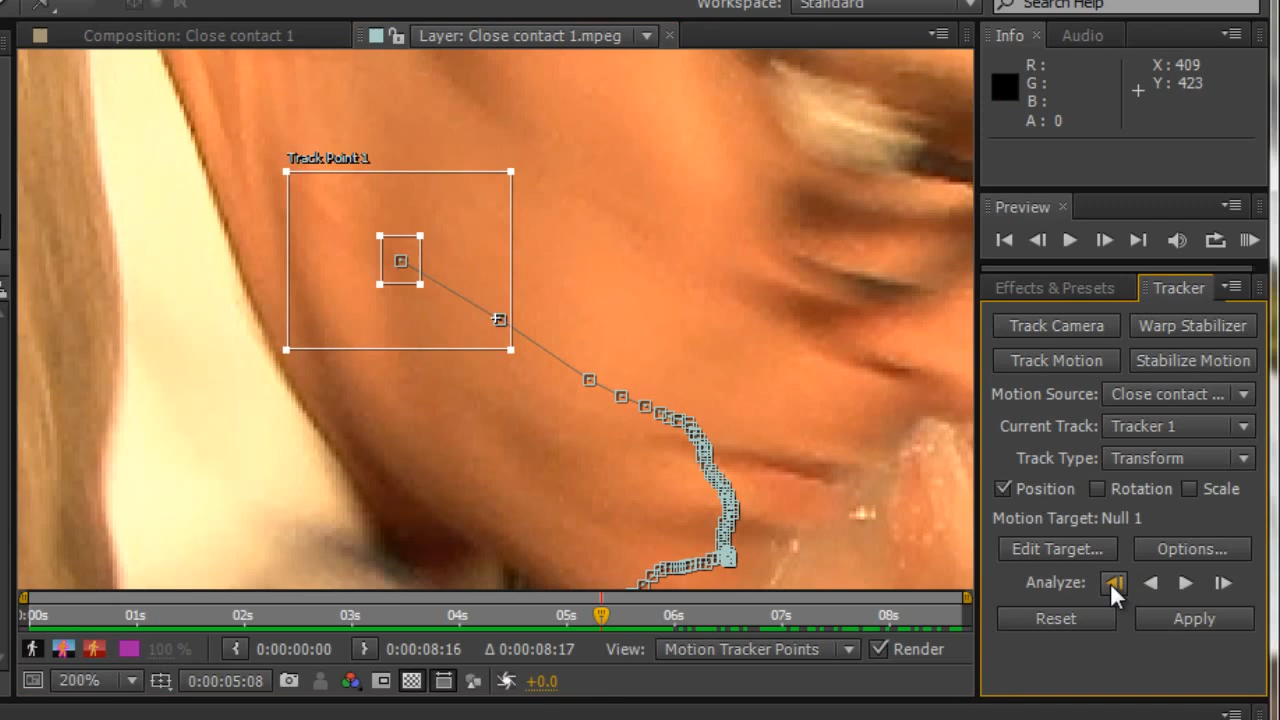 Workspace: Standard
Search Help
Composition: Close contact 1
Layer: Close contact 1.mpeg
Info Audio
R :
G :
B :
A : 0
X : 409
Y : 423
Track Point 1
Preview
Effects & Presets Tracker
Track Camera Warp Stabilizer
Track Motion Stabilize Motion
Motion Source: Close contact ...
Current Track: Tracker 1
Track Type: Transform
Position Rotation Scale
Motion Target: Null 1
Edit Target... Options...
Analyze:
Reset Apply
0:00s 01s 02s 03s 04s 05s 06s 07s 08s
100 % 0:00:00:00 0:00:08:16 Δ 0:00:08:17 View: Motion Tracker Points Render
200% 0:00:05:08 +0.0